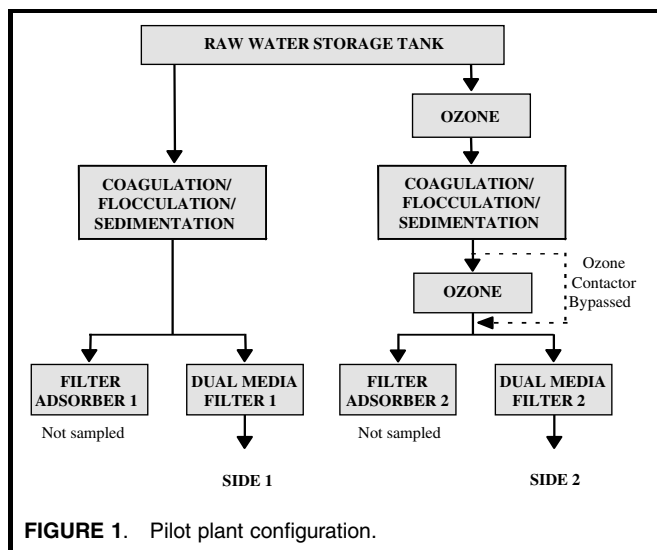 RAW WATER STORAGE TANK
OZONE
COAGULATION/
FLOCCULATION/
SEDIMENTATION
COAGULATION/
FLOCCULATION/
SEDIMENTATION
Ozone
Contactor
Bypassed
OZONE
FILTER
ADSORBER 1
DUAL MEDIA
FILTER 1
FILTER
ADSORBER 2
DUAL MEDIA
FILTER 2
Not sampled
Not sampled
SIDE 1
SIDE 2
FIGURE 1. Pilot plant configuration.